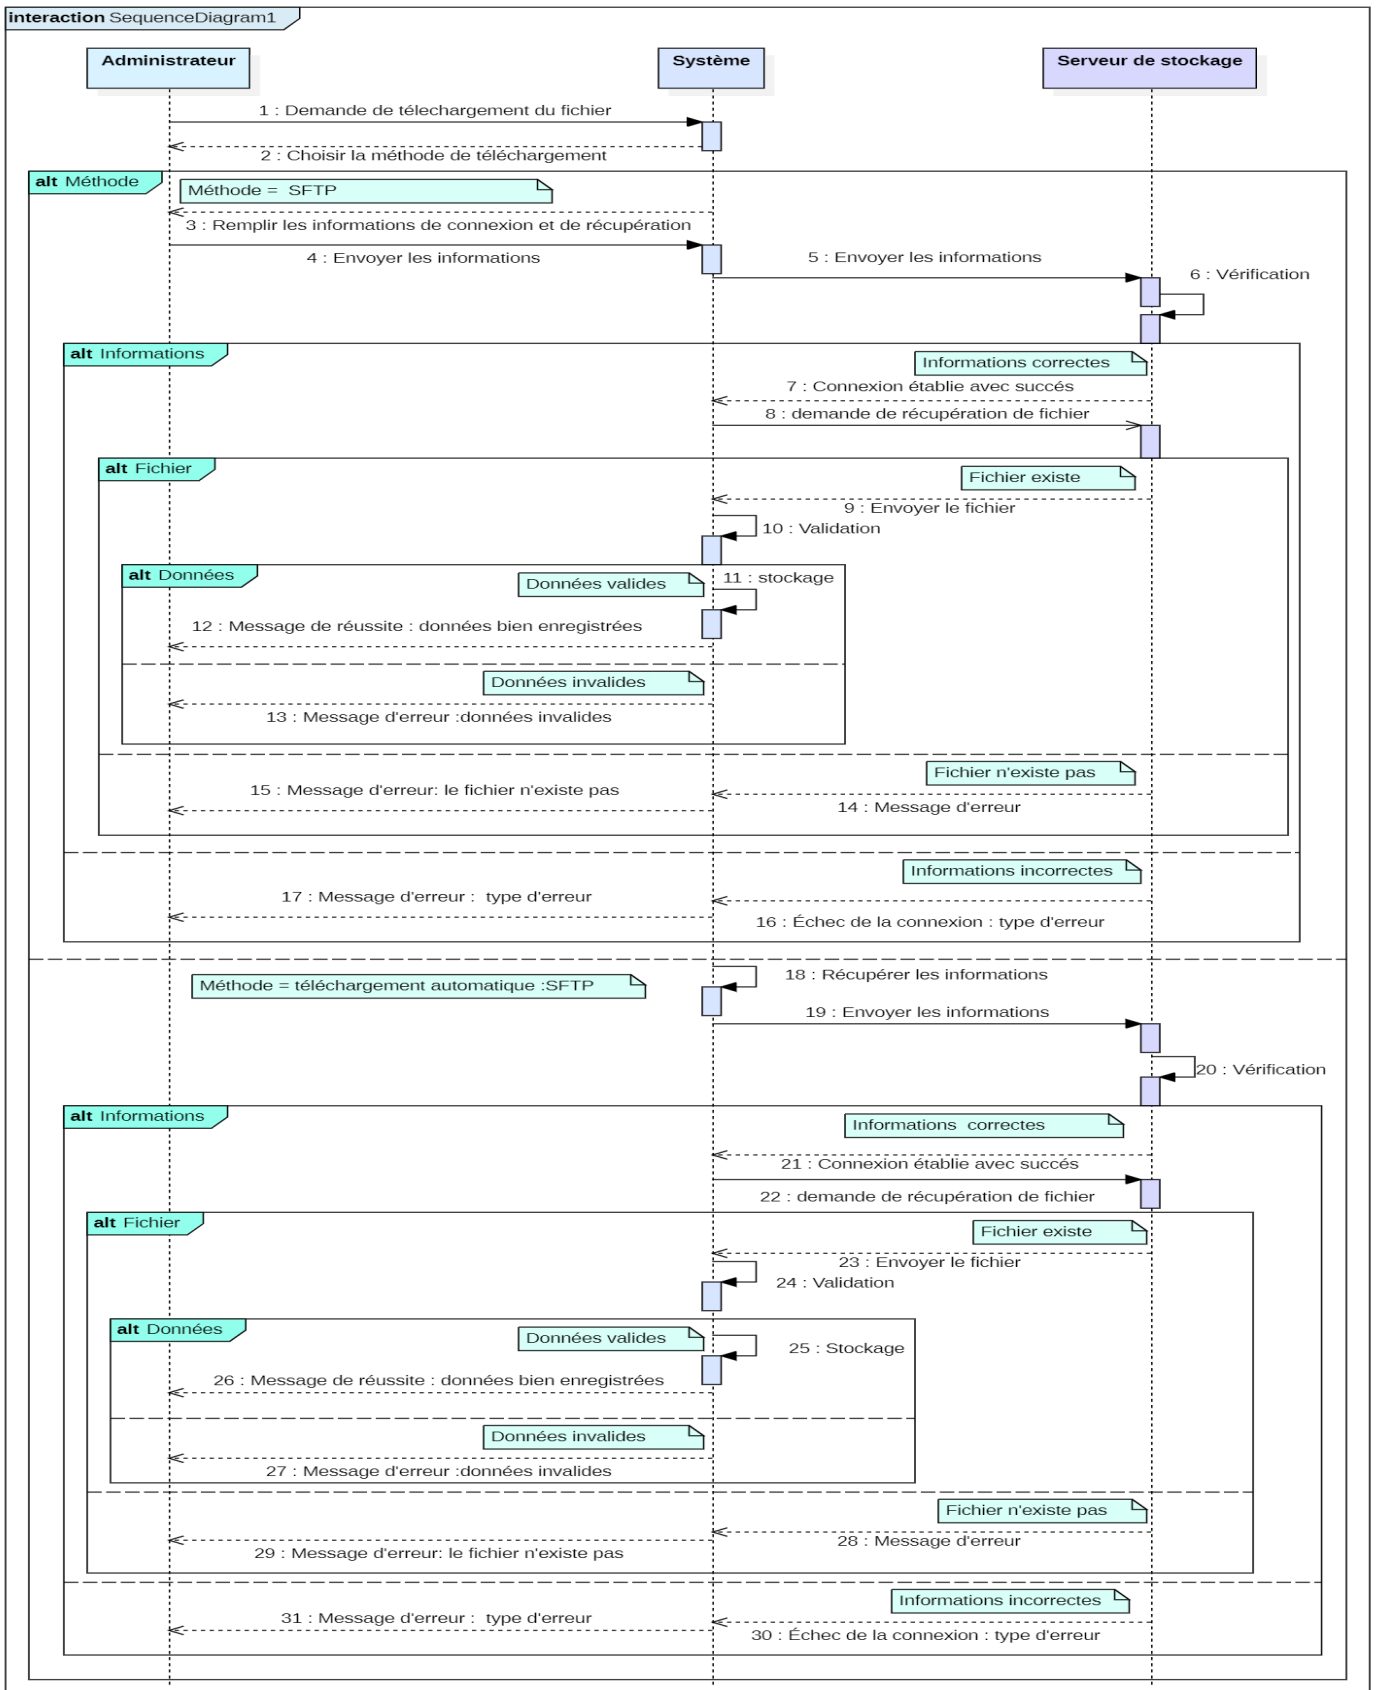 interaction SequenceDiagram1
Administrateur
Système
Serveur de stockage
1 : Demande de télechargement du fichier
2 : Choisir la méthode de téléchargement
alt Méthode
Méthode =  SFTP
3 : Remplir les informations de connexion et de récupération
4 : Envoyer les informations
5 : Envoyer les informations
6 : Vérification
alt Informations
Informations correctes
7 : Connexion établie avec succés
8 : demande de récupération de fichier
alt Fichier
Fichier existe
9 : Envoyer le fichier
10 : Validation
alt Données
Données valides
11 : stockage
12 : Message de réussite : données bien enregistrées
Données invalides
13 : Message d'erreur :données invalides
Fichier n'existe pas
15 : Message d'erreur: le fichier n'existe pas
14 : Message d'erreur
Informations incorrectes
17 : Message d'erreur :  type d'erreur
16 : Échec de la connexion : type d'erreur
18 : Récupérer les informations
Méthode = téléchargement automatique :SFTP
19 : Envoyer les informations
20 : Vérification
alt Informations
Informations  correctes
21 : Connexion établie avec succés
22 : demande de récupération de fichier
alt Fichier
Fichier existe
23 : Envoyer le fichier
24 : Validation
alt Données
Données valides
25 : Stockage
26 : Message de réussite : données bien enregistrées
Données invalides
27 : Message d'erreur :données invalides
Fichier n'existe pas
28 : Message d'erreur
29 : Message d'erreur: le fichier n'existe pas
Informations incorrectes
31 : Message d'erreur :  type d'erreur
30 : Échec de la connexion : type d'erreur